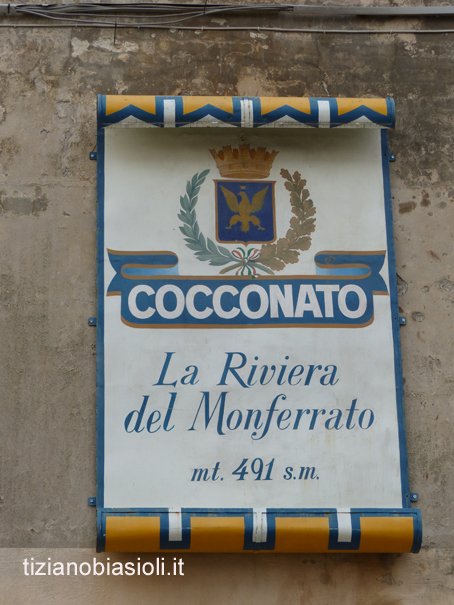 COCCONATO
La Riviera
del Monferrato
mt. 491 s.m.
tizianobiasioli.it